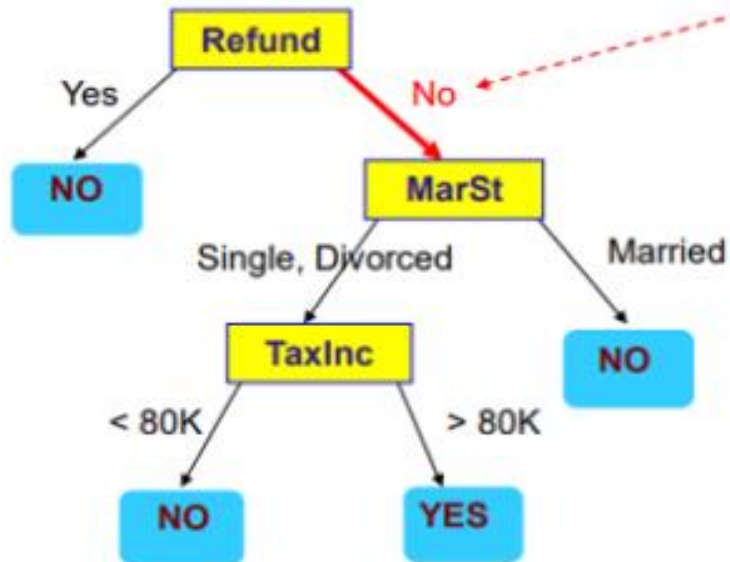 Refund
Yes
No
NO
MarSt
Single, Divorced
Married
TaxInc
NO
< 80K
> 80K
NO
YES